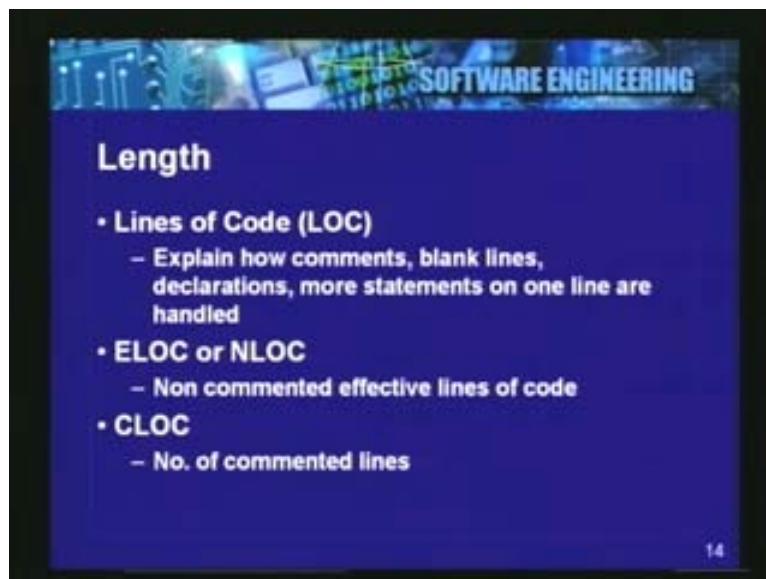 SOFTWARE ENGINEERING
Length
• Lines of Code (LOC)
– Explain how comments, blank lines,
declarations, more statements on one line are
handled
• ELOC or NLOC
– Non commented effective lines of code
• CLOC
– No. of commented lines
14